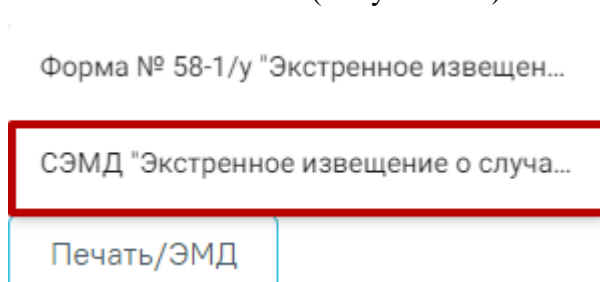 Форма № 58-1/у "Экстренное извещен...
СЭМД "Экстренное извещение о случа...
Печать/ЭМД